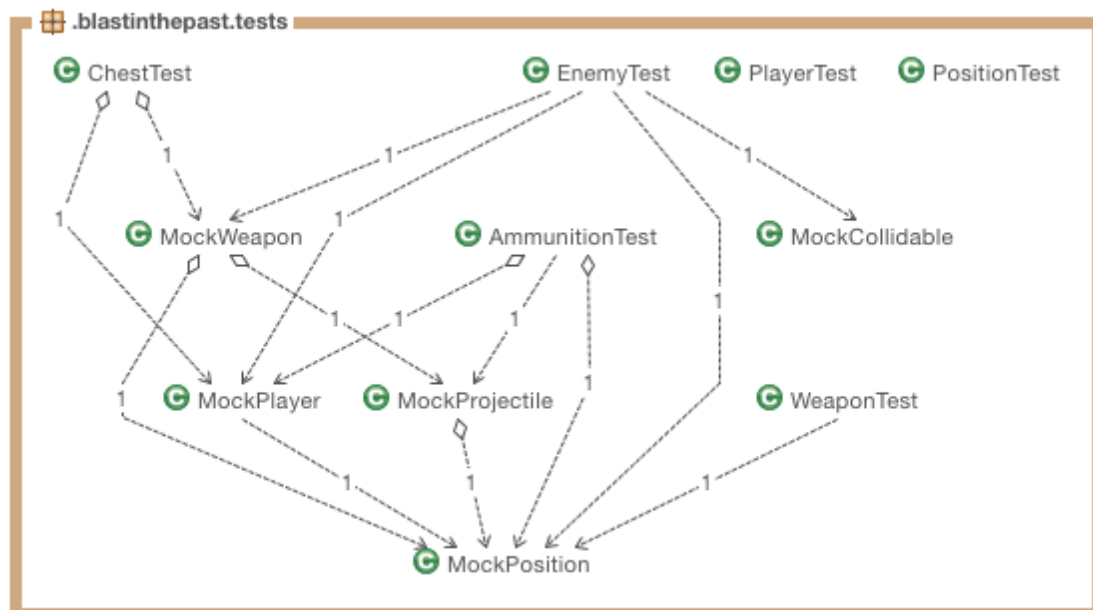 .blastinthepast.tests
C ChestTest
C EnemyTest
C PlayerTest
C PositionTest
1
1
1
1
1
C MockWeapon
C AmmunitionTest
C MockCollidable
1
1
1
1
1
1
C MockPlayer
C MockProjectile
C WeaponTest
1
1
1
C MockPosition